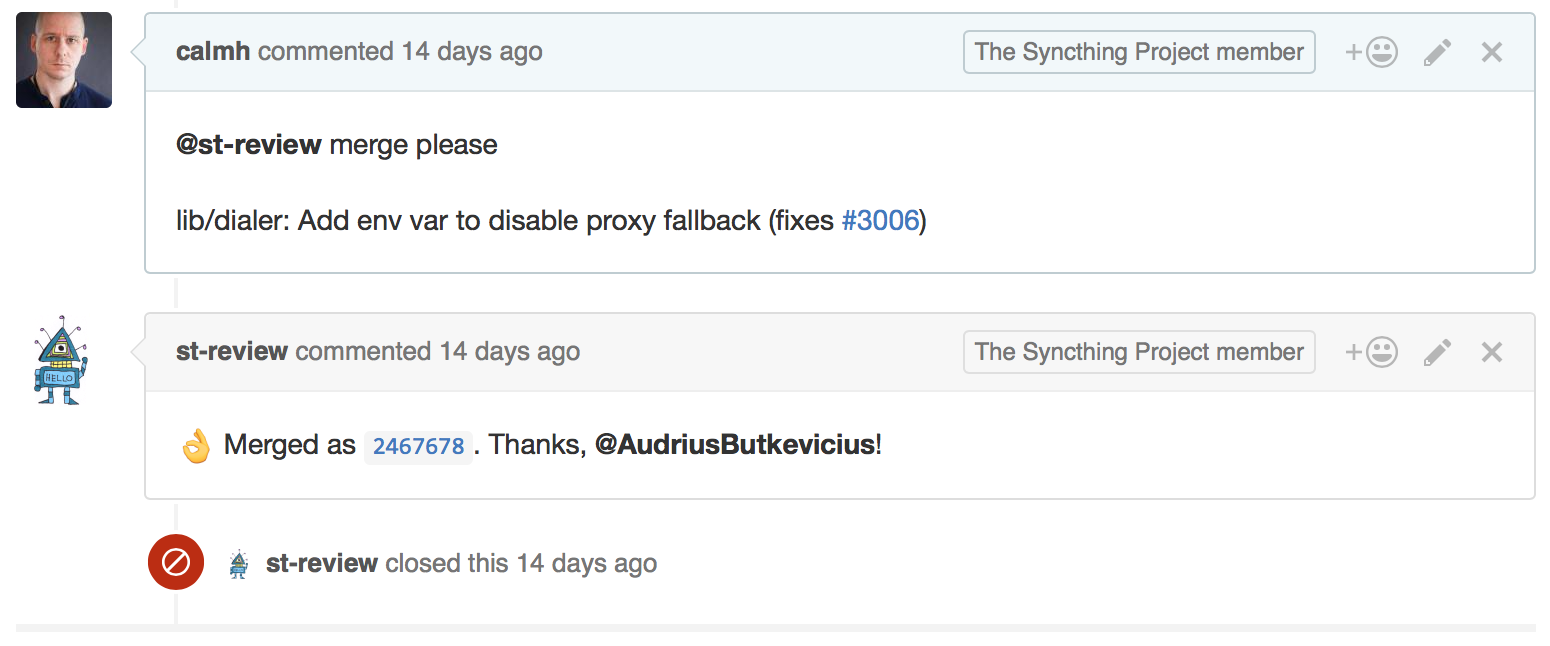 calmh commented 14 days ago The Syncthing Project member
@st-review merge please
lib/dialer: Add env var to disable proxy fallback (fixes #3006)
HELLO
st-review commented 14 days ago The Syncthing Project member
👌 Merged as 2467678. Thanks, @AudriusButkevicius!
st-review closed this 14 days ago